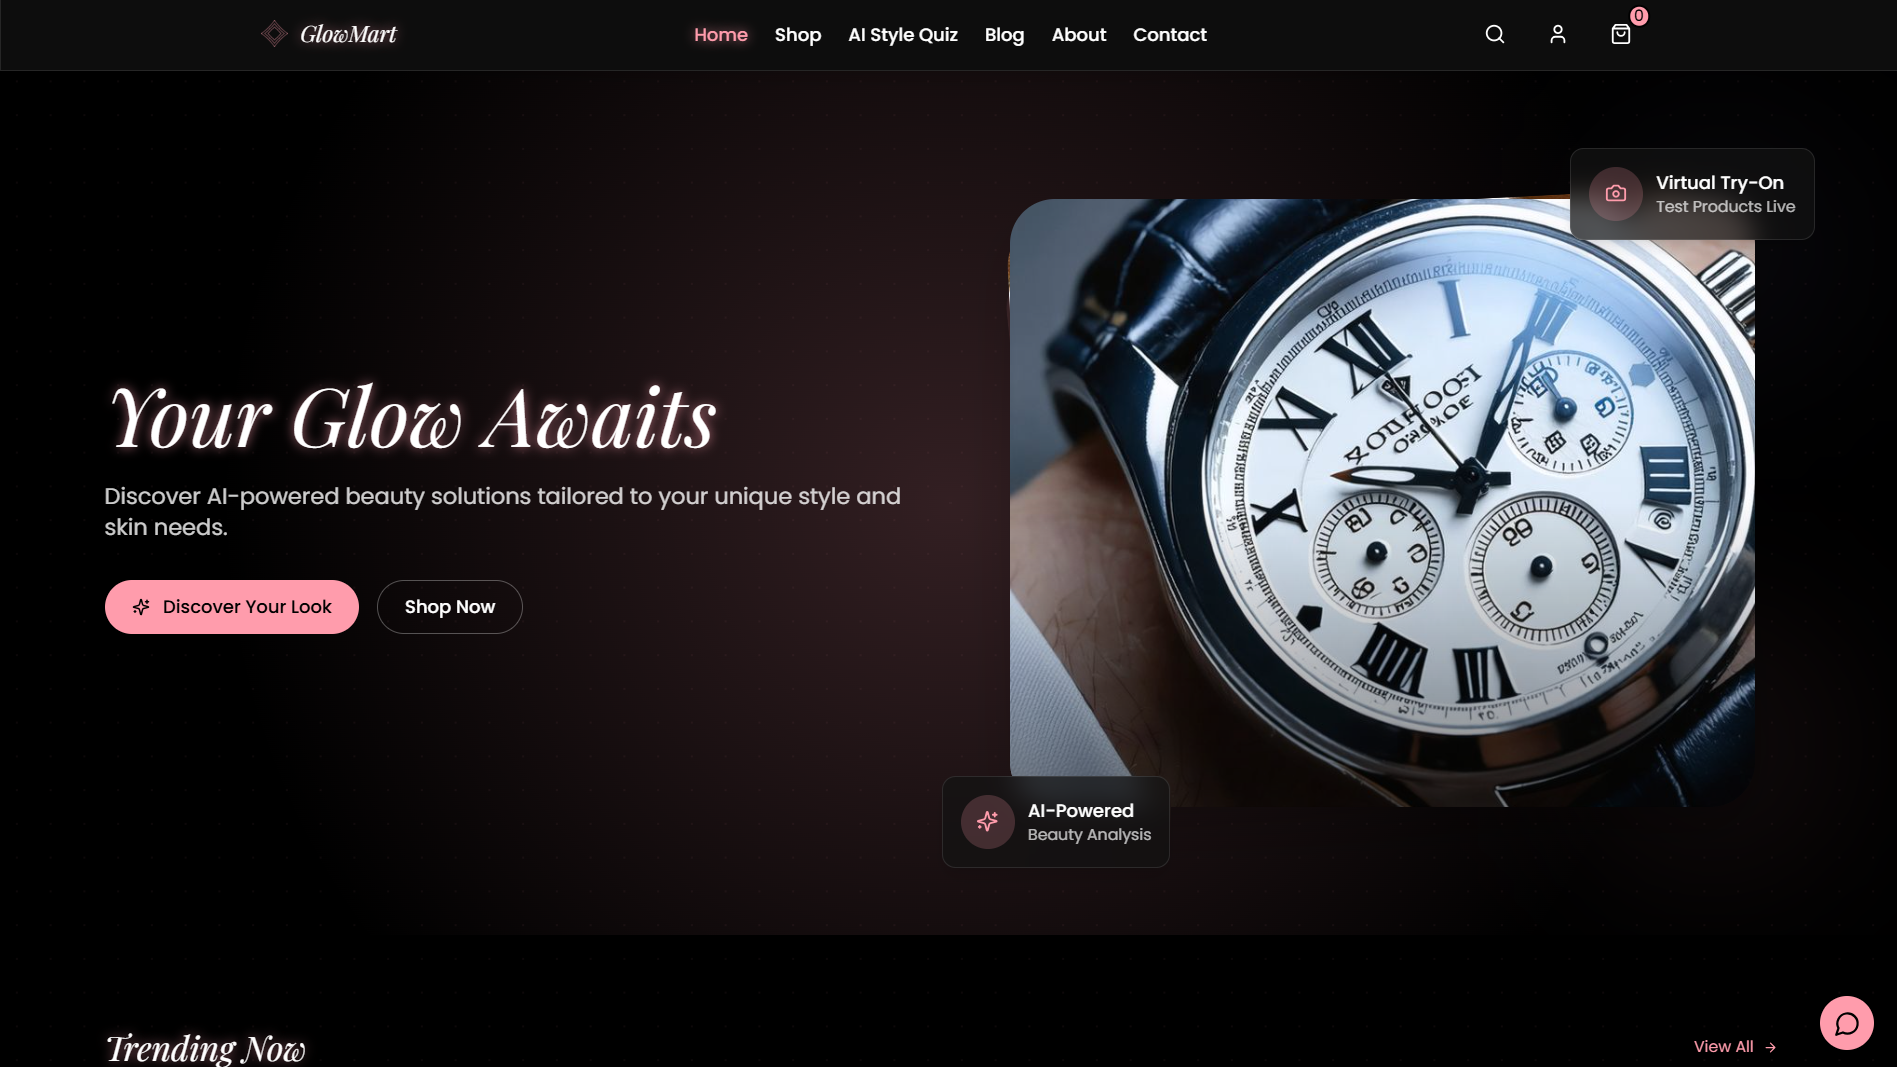 GlowMart
Home
Shop
AI Style Quiz
Blog
About
Contact
0
Your Glow Awaits
Discover AI-powered beauty solutions tailored to your unique style and
skin needs.
Discover Your Look
Shop Now
Virtual Try-On
Test Products Live
AI-Powered
Beauty Analysis
Trending Now
View All